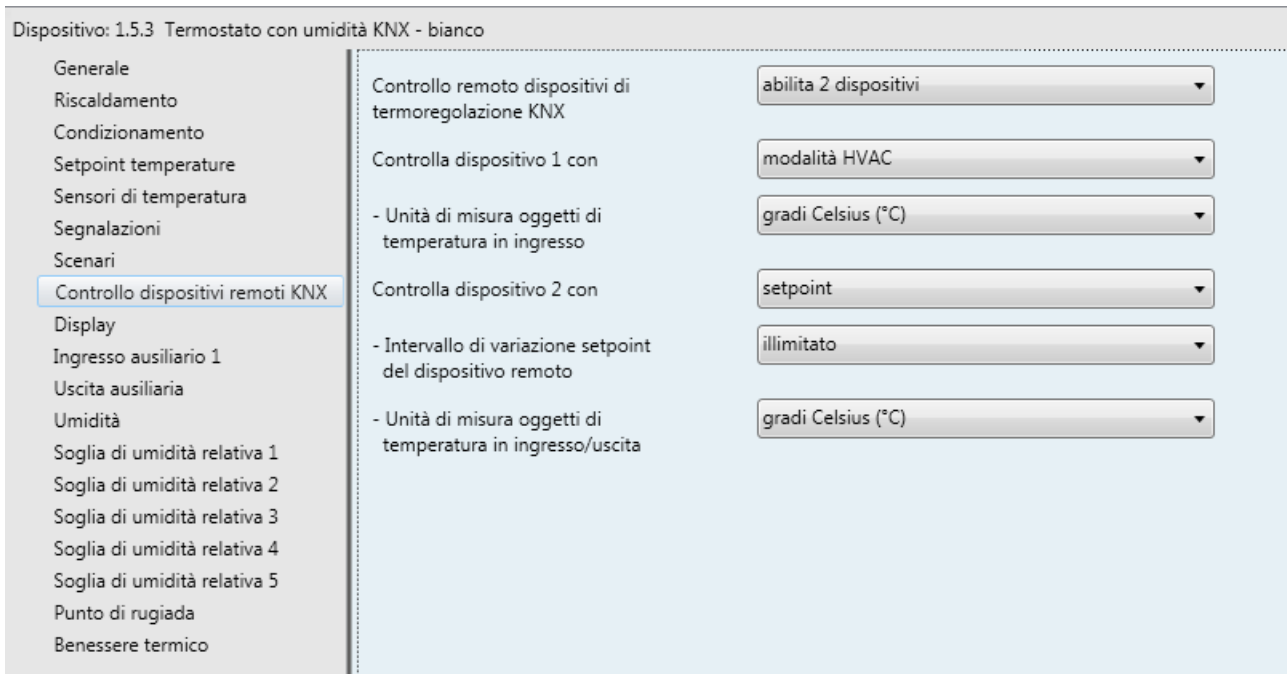 Dispositivo: 1.5.3 Termostato con umidità KNX - bianco
Generale
Riscaldamento
Condizionamento
Setpoint temperature
Sensori di temperatura
Segnalazioni
Scenari
Controllo dispositivi remoti KNX
Display
Ingresso ausiliario 1
Uscita ausiliaria
Umidità
Soglia di umidità relativa 1
Soglia di umidità relativa 2
Soglia di umidità relativa 3
Soglia di umidità relativa 4
Soglia di umidità relativa 5
Punto di rugiada
Benessere termico
Controllo remoto dispositivi di
termoregolazione KNX
abilita 2 dispositivi
Controlla dispositivo 1 con
modalità HVAC
- Unità di misura oggetti di
temperatura in ingresso
gradi Celsius (°C)
Controlla dispositivo 2 con
setpoint
- Intervallo di variazione setpoint
del dispositivo remoto
illimitato
- Unità di misura oggetti di
temperatura in ingresso/uscita
gradi Celsius (°C)